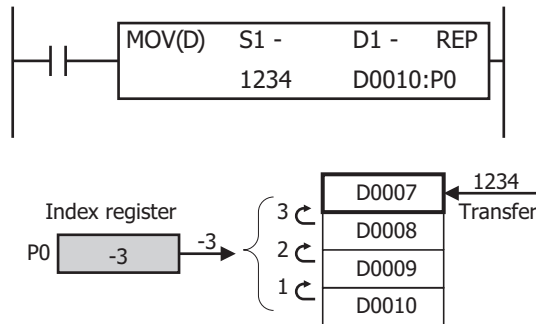 MOV(D) S1 - D1 - REP
1234 D0010:P0
Index register
P0 -3
-3
3
2
1
D0007
D0008
D0009
D0010
1234
Transfer